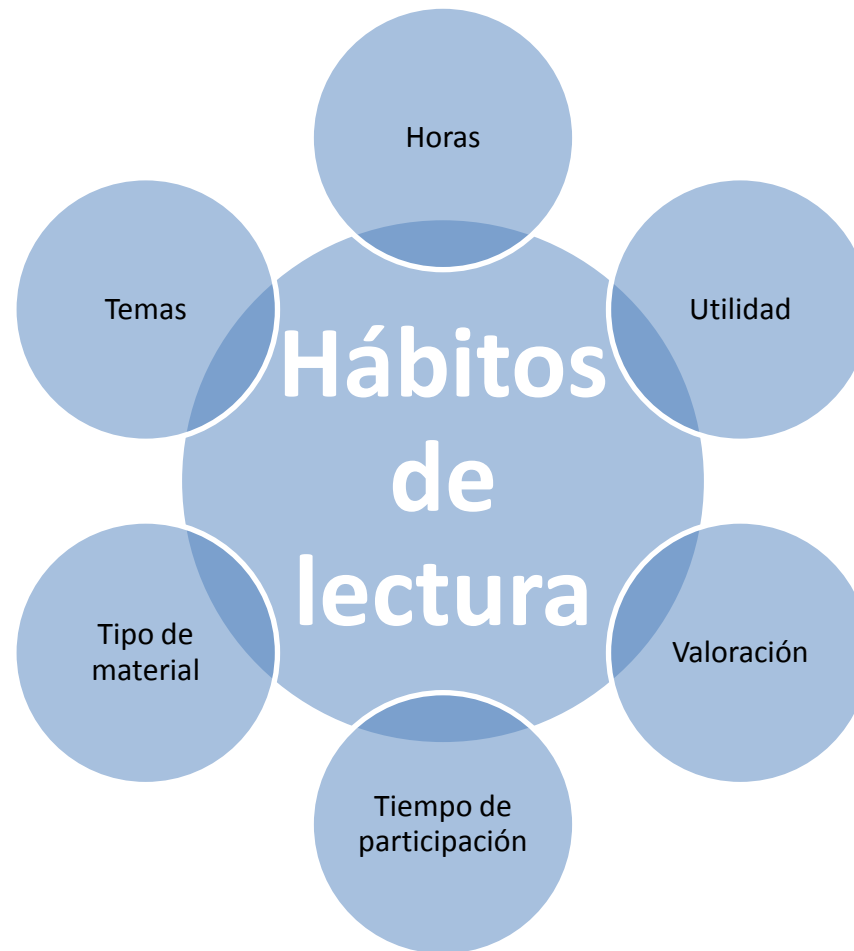 Horas
Temas
Utilidad
Hábitos
de
lectura
Tipo de
material
Valoración
Tiempo de
participación